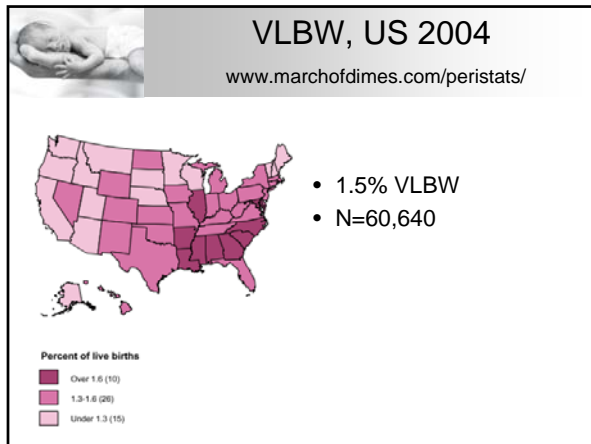 VLBW, US 2004
www.marchofdimes.com/peristats/
• 1.5% VLBW
• N=60,640
Percent of live births
Over 1.6 (10)
1.3-1.6 (26)
Under 1.3 (15)